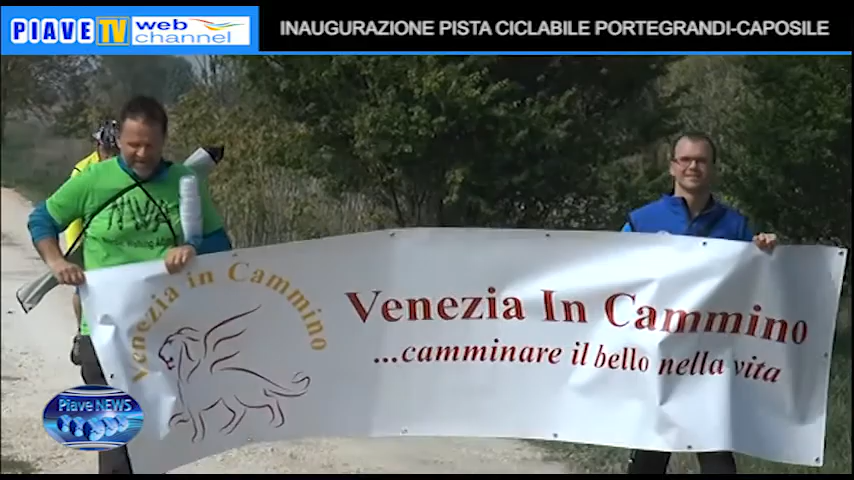 PIAVE TV web channel
INAUGURAZIONE PISTA CICLABILE PORTEGRANDI-CAPOSILE
Venezia in Cammino
Venezia In Cammino
...camminare il bello nella vita
Piave NEWS